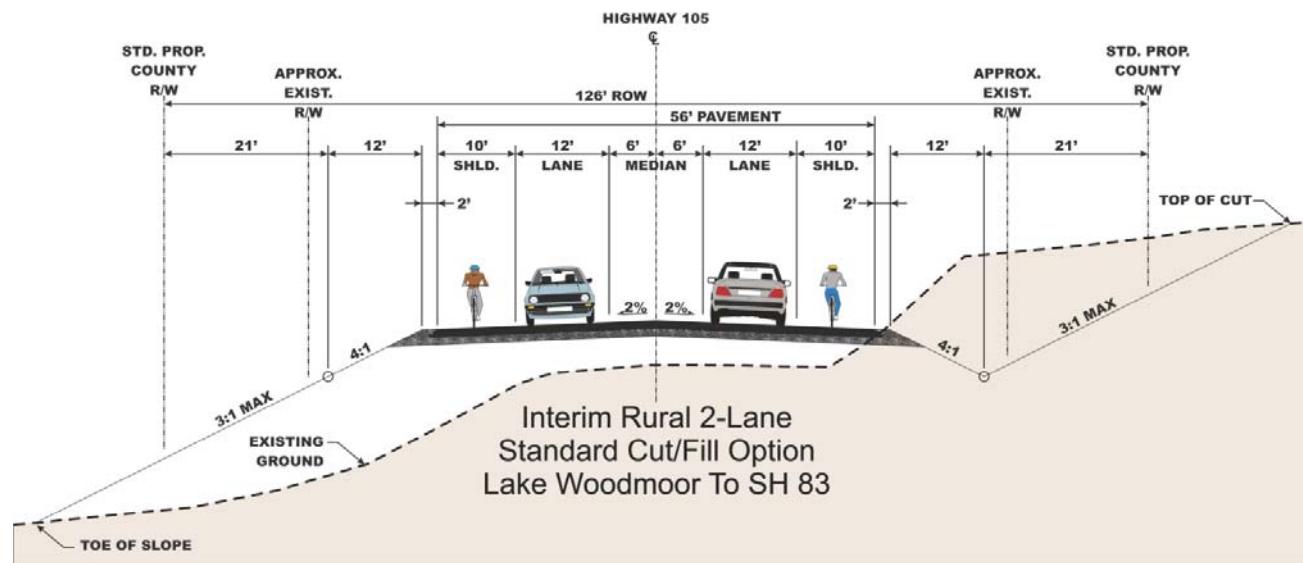 HIGHWAY 105
℄
STD. PROP.
COUNTY
R/W
APPROX.
EXIST.
R/W
126' ROW
APPROX.
EXIST.
R/W
STD. PROP.
COUNTY
R/W
56' PAVEMENT
21' 12' 10' 12' 6' 6' 12' 10' 12' 21'
SHLD. LANE MEDIAN LANE SHLD.
2' 2'
TOP OF CUT
2% 2%
4:1 4:1
3:1 MAX 3:1 MAX
EXISTING
GROUND
Interim Rural 2-Lane
Standard Cut/Fill Option
Lake Woodmoor To SH 83
TOE OF SLOPE